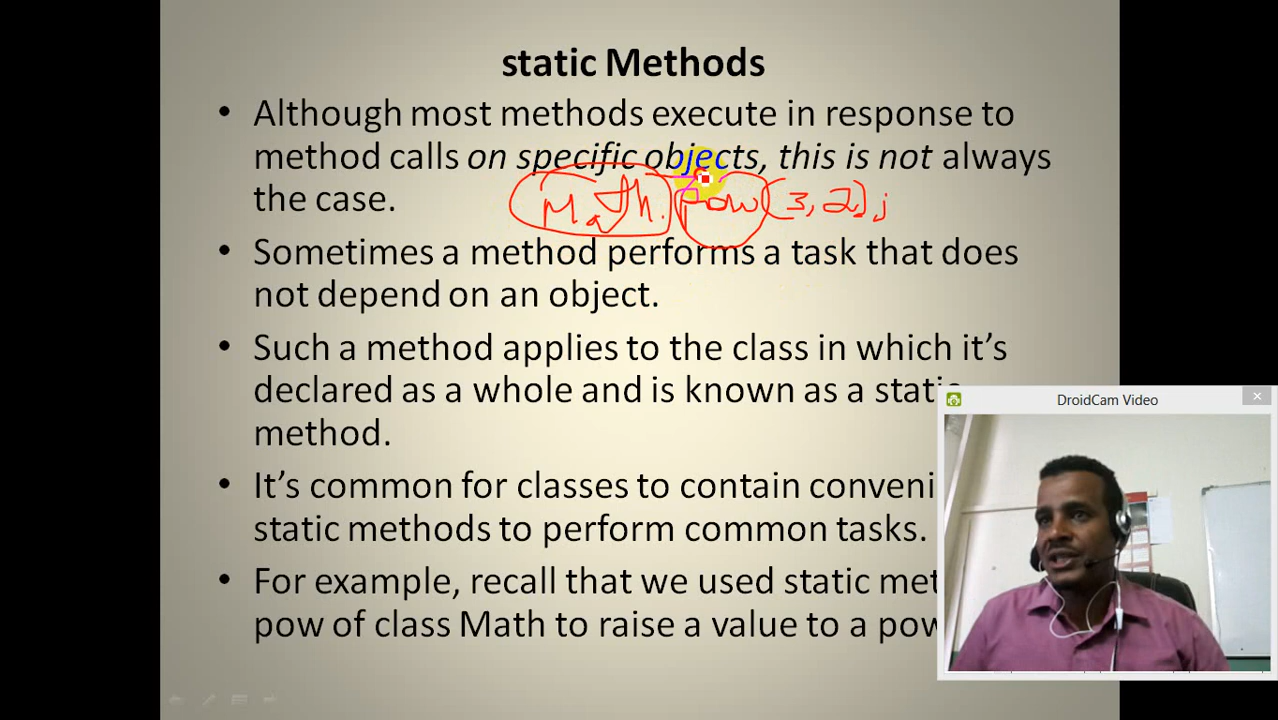 static Methods
• Although most methods execute in response to
method calls on specific objects, this is not always
the case.
Math.pow(3,2);
• Sometimes a method performs a task that does
not depend on an object.
• Such a method applies to the class in which it’s
declared as a whole and is known as a static
method.
DroidCam Video
• It’s common for classes to contain conveni
static methods to perform common tasks.
• For example, recall that we used static met
pow of class Math to raise a value to a pow